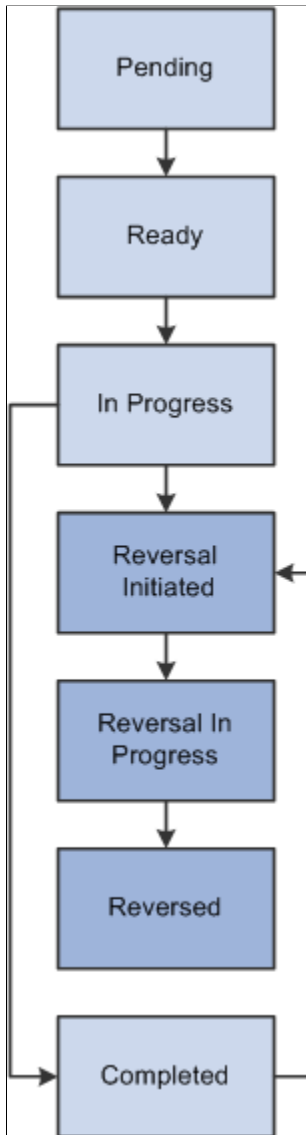 Pending
Ready
In Progress
Reversal
Initiated
Reversal In
Progress
Reversed
Completed